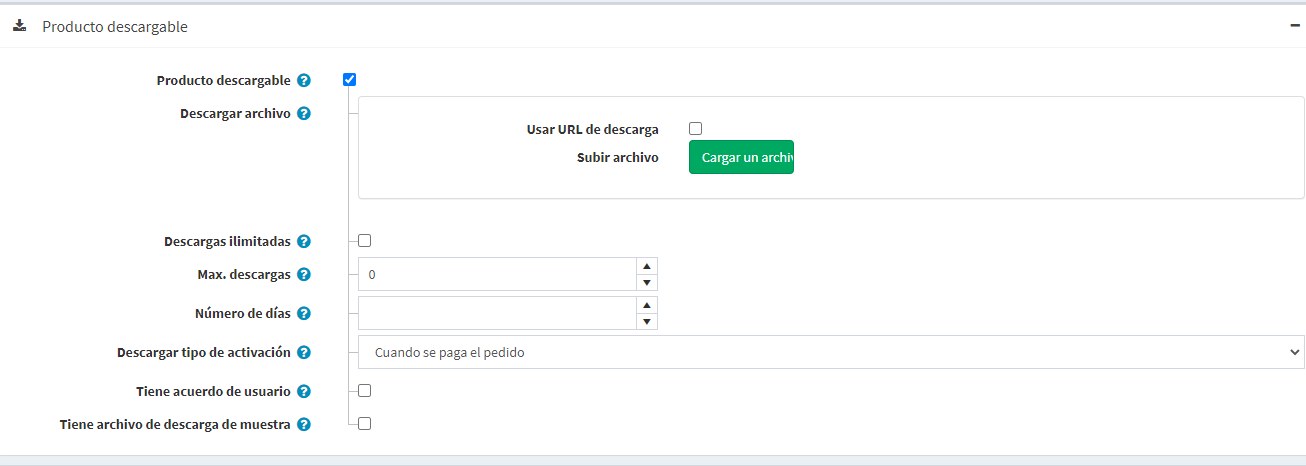 Producto descargable
Producto descargable
Descargar archivo
Usar URL de descarga
Subir archivo
Cargar un archiv
Descargas ilimitadas
Max. descargas
0
Número de días
Descargar tipo de activación
Cuando se paga el pedido
Tiene acuerdo de usuario
Tiene archivo de descarga de muestra